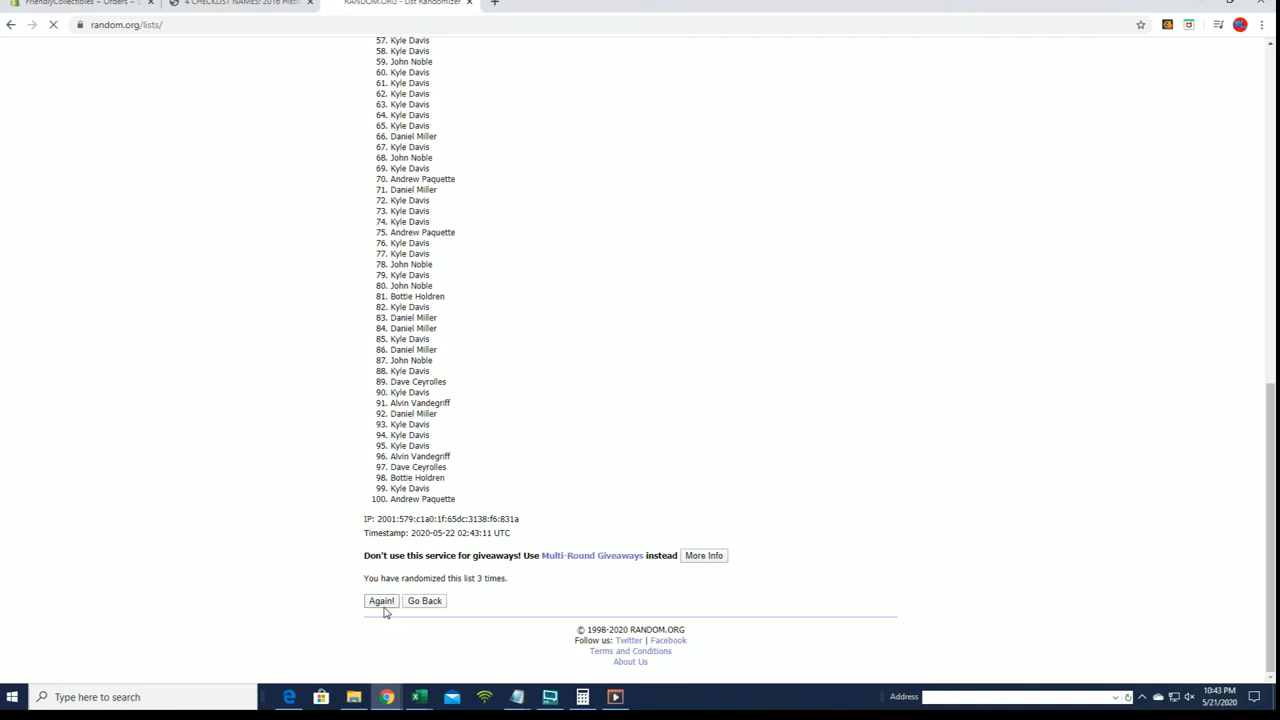 FriendlyCollectibles ~ Orders ~ S
4 CHECKLIST NAMES! 2016 Hist
RANDOM.ORG - List Randomizer
random.org/lists/
57. Kyle Davis
58. Kyle Davis
59. John Noble
60. Kyle Davis
61. Kyle Davis
62. Kyle Davis
63. Kyle Davis
64. Kyle Davis
65. Kyle Davis
66. Daniel Miller
67. Kyle Davis
68. John Noble
69. Kyle Davis
70. Andrew Paquette
71. Daniel Miller
72. Kyle Davis
73. Kyle Davis
74. Kyle Davis
75. Andrew Paquette
76. Kyle Davis
77. Kyle Davis
78. John Noble
79. Kyle Davis
80. John Noble
81. Bottie Holdren
82. Kyle Davis
83. Daniel Miller
84. Daniel Miller
85. Kyle Davis
86. Daniel Miller
87. John Noble
88. Kyle Davis
89. Dave Ceyrolles
90. Kyle Davis
91. Alvin Vandegriff
92. Daniel Miller
93. Kyle Davis
94. Kyle Davis
95. Kyle Davis
96. Alvin Vandegriff
97. Dave Ceyrolles
98. Bottie Holdren
99. Kyle Davis
100. Andrew Paquette
IP: 2001:579:c1a0:1f:65dc:3138:f6:831a
Timestamp: 2020-05-22 02:43:11 UTC
Don't use this service for giveaways! Use Multi-Round Giveaways instead More Info
You have randomized this list 3 times.
Again! Go Back
© 1998-2020 RANDOM.ORG
Follow us: Twitter | Facebook
Terms and Conditions
About Us
Type here to search
Address
10:43 PM
5/21/2020